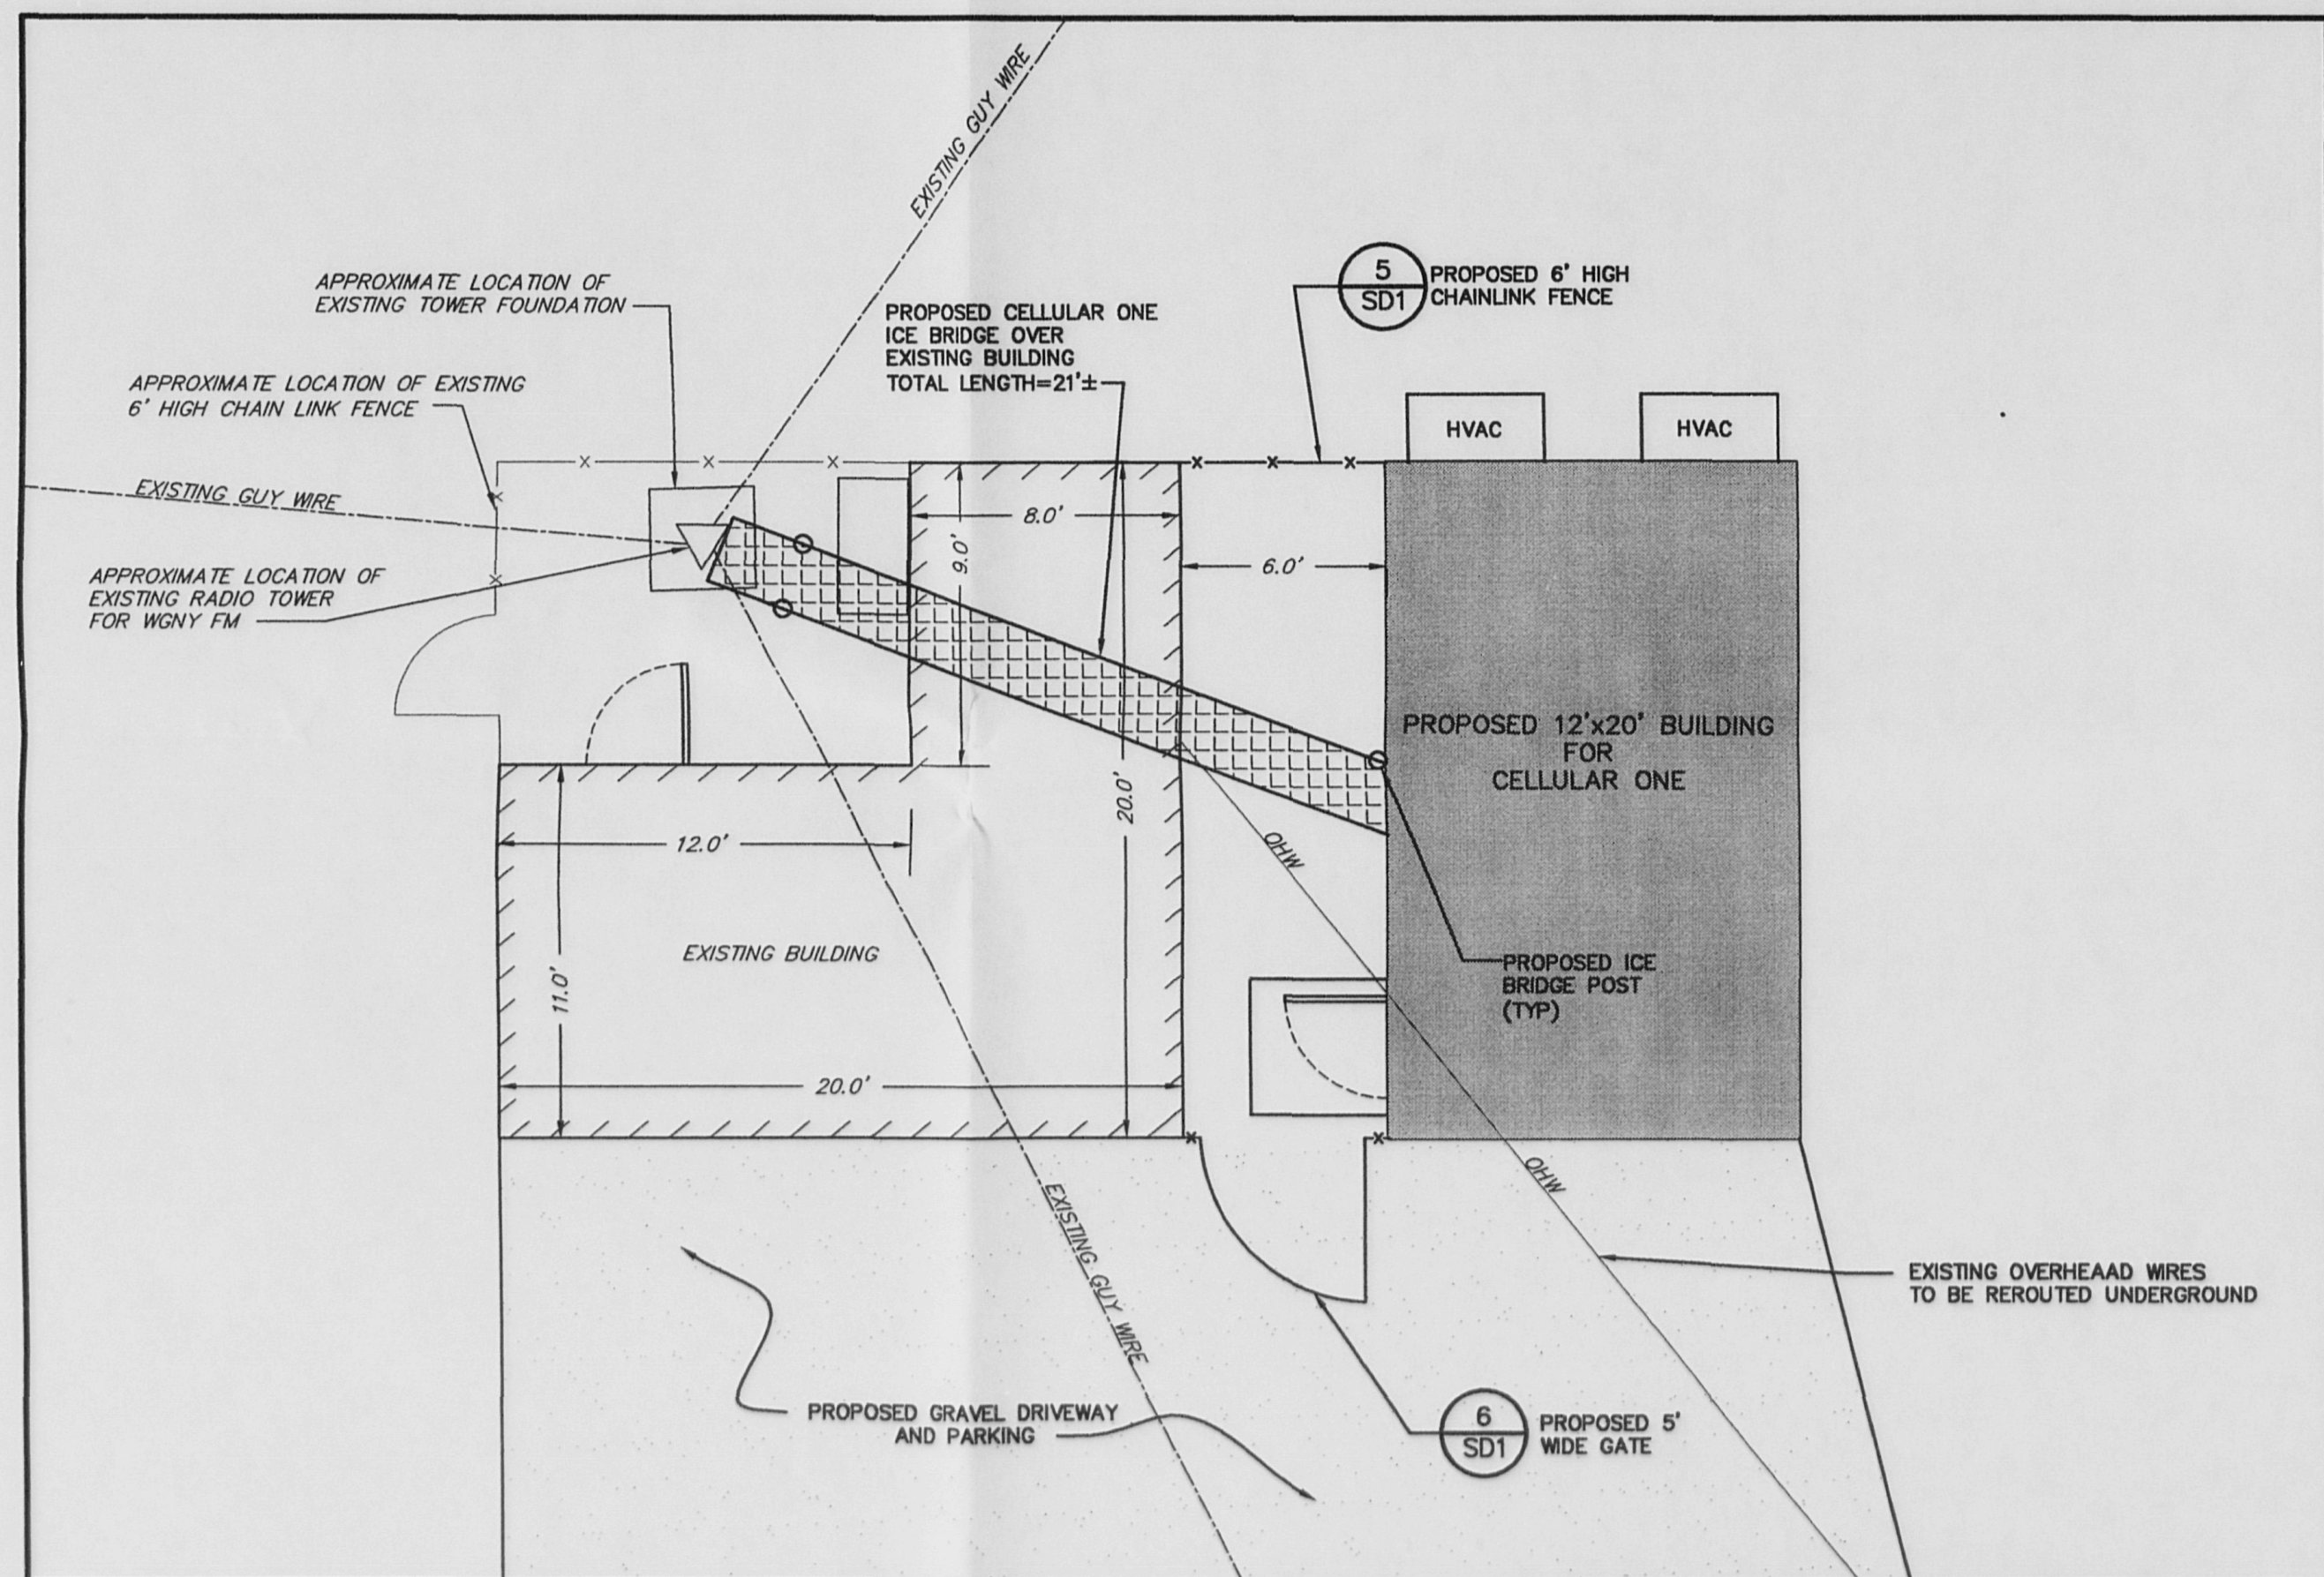 EXISTING GUY WIRE
APPROXIMATE LOCATION OF
EXISTING TOWER FOUNDATION
PROPOSED CELLULAR ONE
ICE BRIDGE OVER
EXISTING BUILDING
TOTAL LENGTH=21'±
5
SD1
PROPOSED 6' HIGH
CHAINLINK FENCE
APPROXIMATE LOCATION OF EXISTING
6' HIGH CHAIN LINK FENCE
HVAC
HVAC
EXISTING GUY WIRE
8.0'
9.0'
6.0'
APPROXIMATE LOCATION OF
EXISTING RADIO TOWER
FOR WGNY FM
PROPOSED 12'x20' BUILDING
FOR
CELLULAR ONE
20.0'
12.0'
OHW
EXISTING BUILDING
11.0'
PROPOSED ICE
BRIDGE POST
(TYP)
20.0'
OHW
EXISTING GUY WIRE
EXISTING OVERHEAAD WIRES
TO BE REROUTED UNDERGROUND
PROPOSED GRAVEL DRIVEWAY
AND PARKING
6
SD1
PROPOSED 5'
WIDE GATE